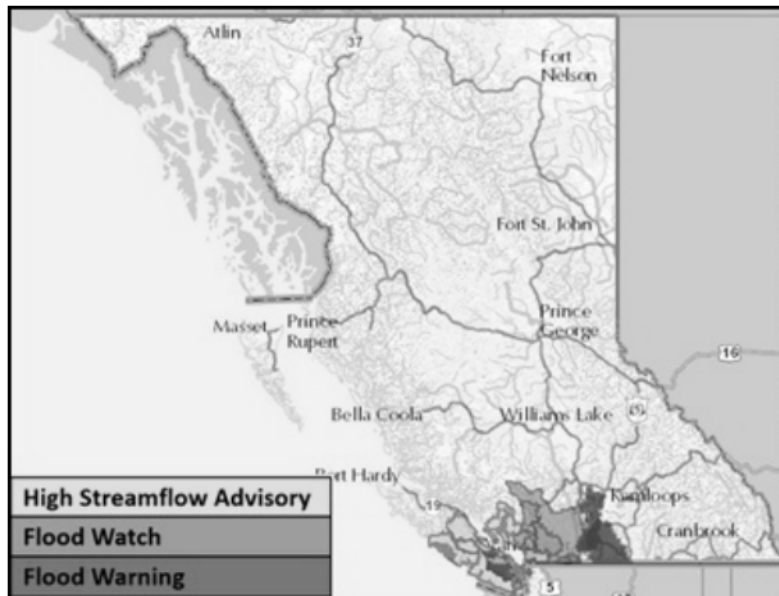 Atlin
37
Fort
Nelson
Fort St. John
Masset
Prince
Rupert
Prince
George
16
Bella Coola
Williams Lake
Port Hardy
19
Kamloops
Cranbrook
High Streamflow Advisory
Flood Watch
Flood Warning
5